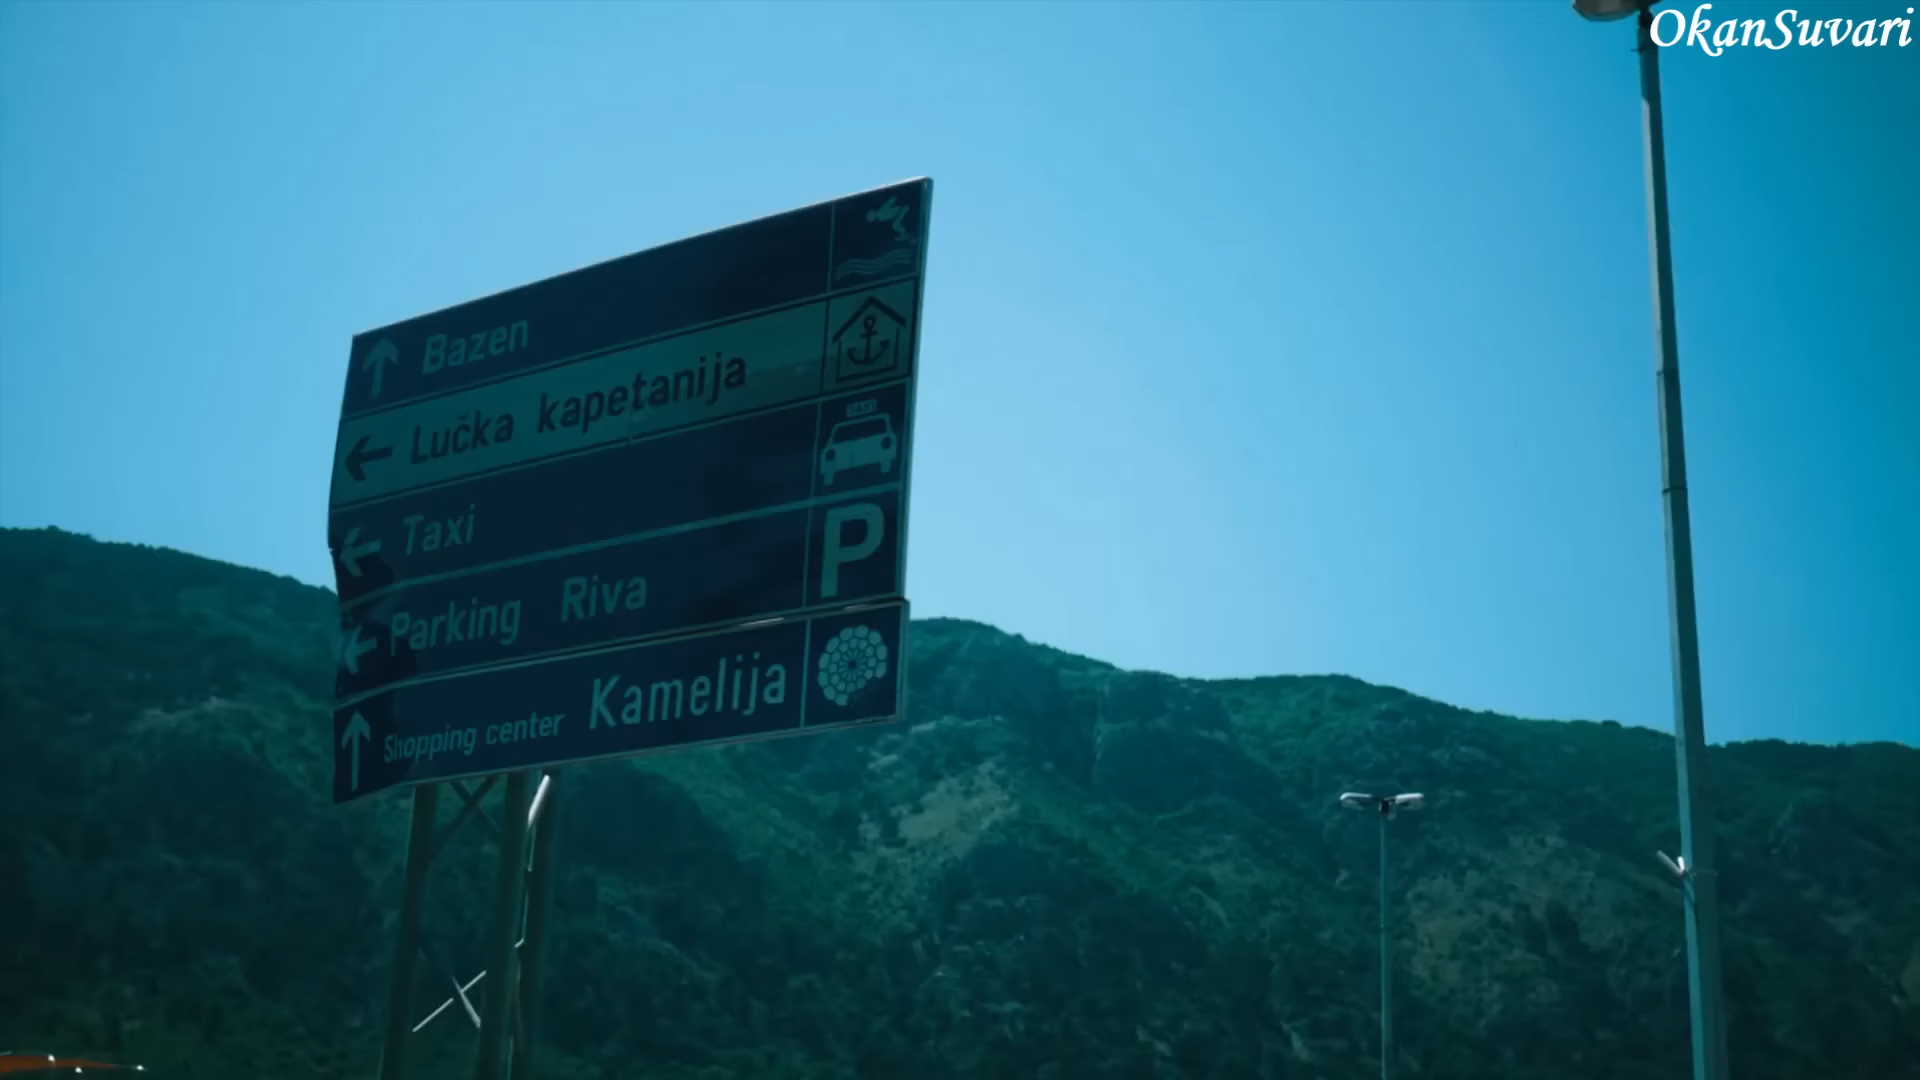 OkanSuvari
Bazen
Lučka kapetanija
TAXI
Taxi
P
Parking Riva
Shopping center Kamelija